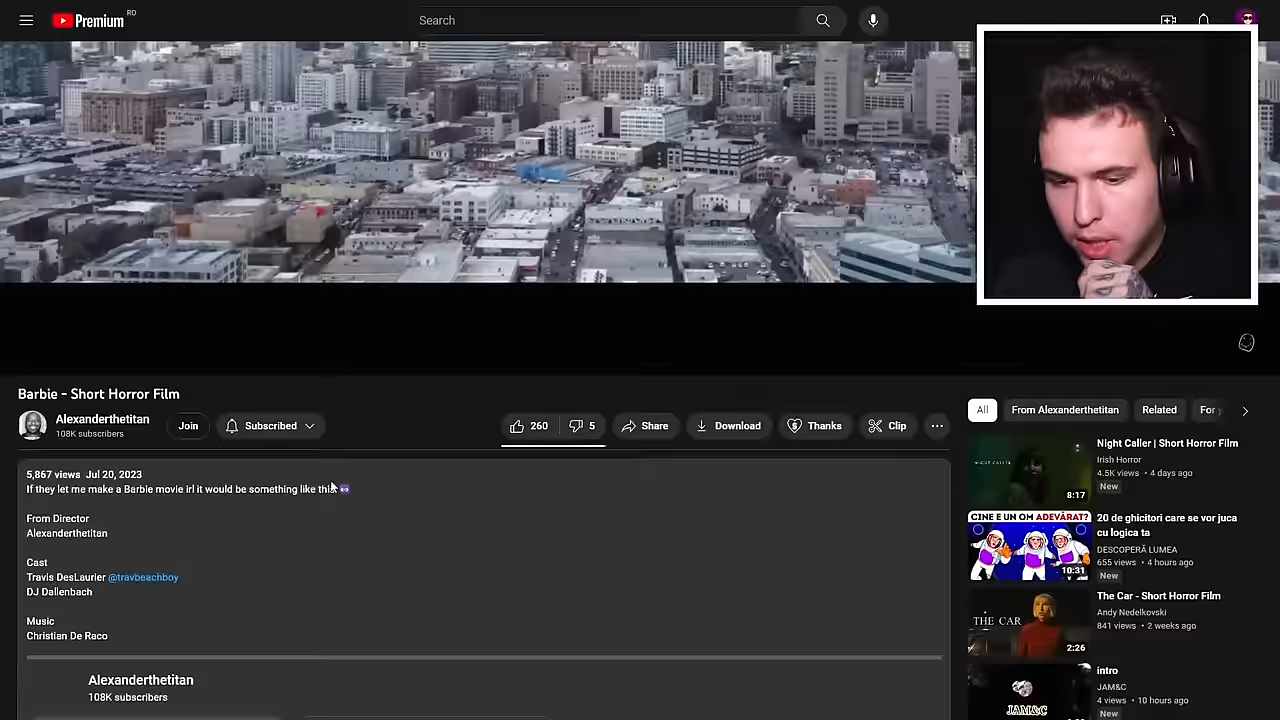 Premium RO
Search
Barbie - Short Horror Film
Alexanderthetitan
108K subscribers
Join
Subscribed
260
5
Share
Download
Thanks
Clip
5,867 views Jul 20, 2023
If they let me make a Barbie movie irl it would be something like this
From Director
Alexanderthetitan
Cast
Travis DesLaurier @travbeachboy
DJ Dallenbach
Music
Christian De Raco
Alexanderthetitan
108K subscribers
All
From Alexanderthetitan
Related
For
NIGHT CALLER
8:17
Night Caller | Short Horror Film
Irish Horror
4.5K views • 4 days ago
New
CINE E UN OM ADEVĂRAT?
10:31
20 de ghicitori care se vor juca
cu logica ta
DESCOPERĂ LUMEA
655 views • 4 hours ago
New
THE CAR
2:26
The Car - Short Horror Film
Andy Nedelkovski
841 views • 2 weeks ago
JAM&C
intro
JAM&C
4 views • 10 hours ago
New